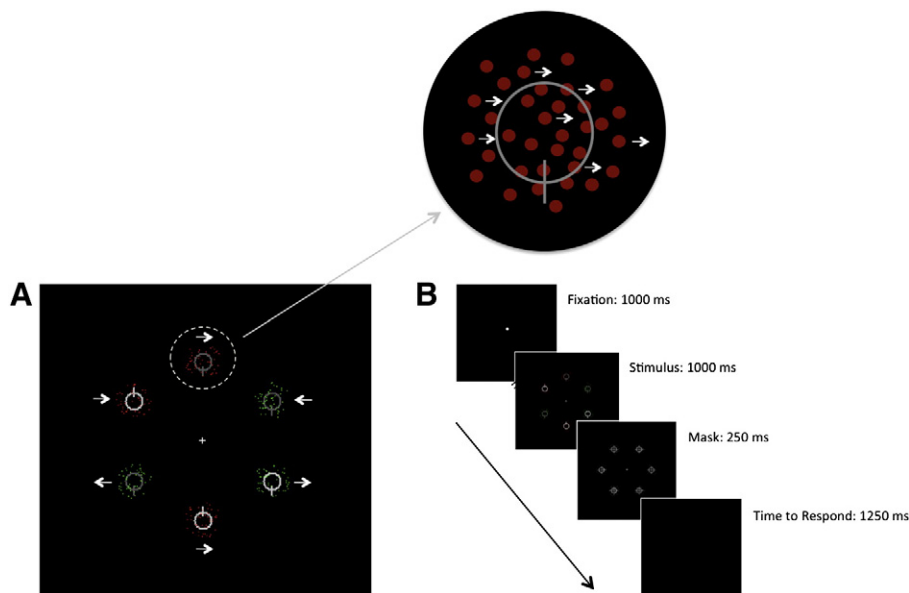 A
B
Fixation: 1000 ms
Stimulus: 1000 ms
Mask: 250 ms
Time to Respond: 1250 ms